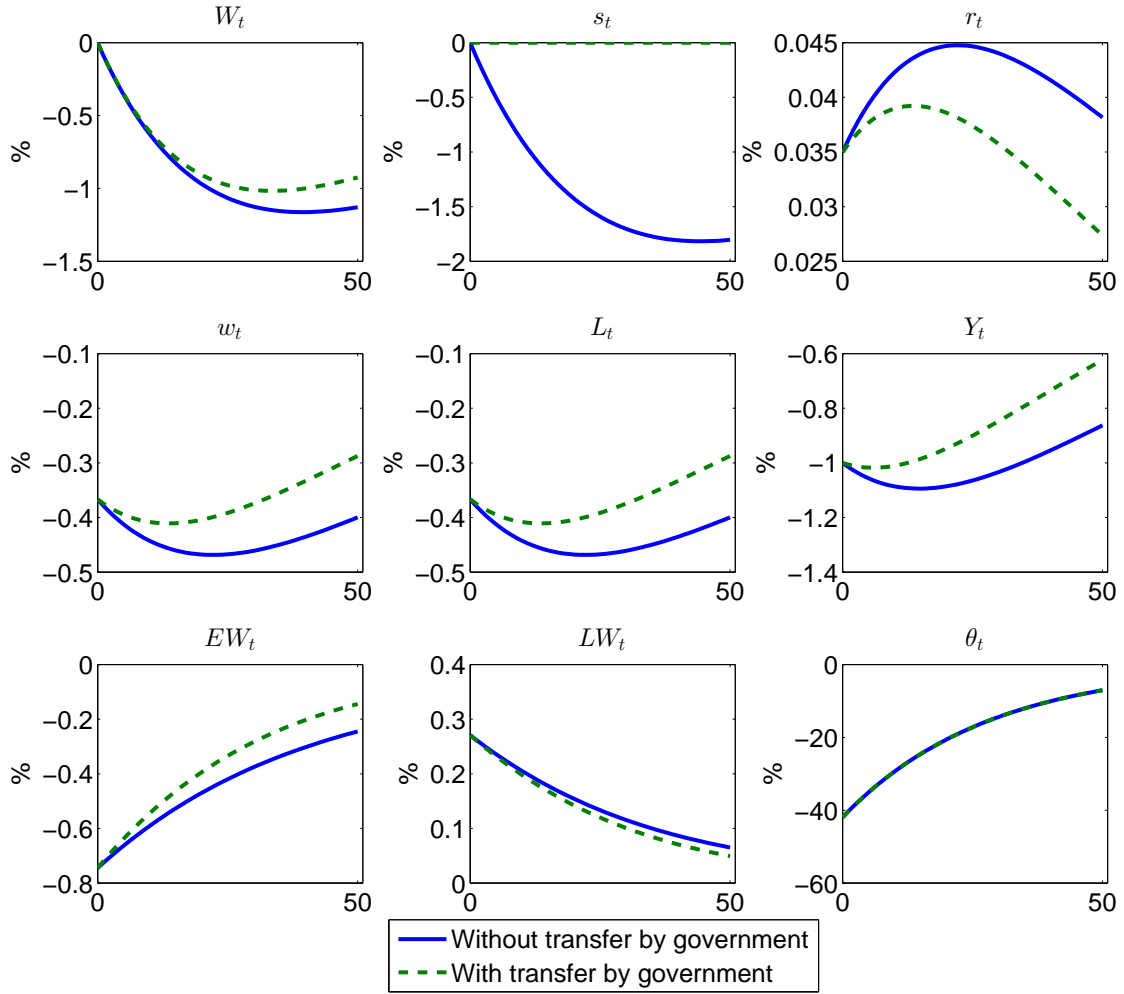 W_t s_t r_t
0 0 0.045
−0.5 −0.5 0.04
% % −1 % 0.035
−1 −1.5 0.03
−1.5 −2 0.025
0 50 0 50 0 50
w_t L_t Y_t
−0.1 −0.1 −0.6
−0.2 −0.2 −0.8
% −0.3 % −0.3 % −1
−0.4 −0.4 −1.2
−0.5 −0.5 −1.4
0 50 0 50 0 50
EW_t LW_t θ_t
0 0.4 0
−0.2 0.3 −20
% −0.4 % 0.2 %
−0.6 0.1 −40
−0.8 0 −60
0 50 0 50 0 50
Without transfer by government
With transfer by government